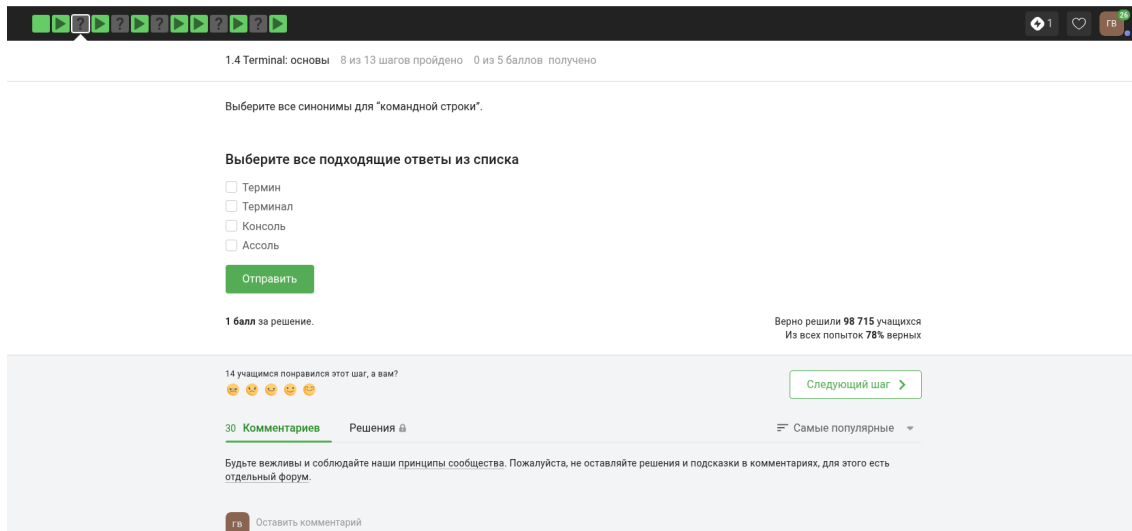 ? ? ? ? ?
1
ГВ
26
1.4 Terminal: основы 8 из 13 шагов пройдено 0 из 5 баллов получено
Выберите все синонимы для “командной строки”.
Выберите все подходящие ответы из списка
Термин
Терминал
Консоль
Ассоль
Отправить
1 балл за решение.
Верно решили 98 715 учащихся
Из всех попыток 78% верных
14 учащимся понравился этот шаг, а вам?
Следующий шаг
30 Комментариев Решения Самые популярные
Будьте вежливы и соблюдайте наши принципы сообщества. Пожалуйста, не оставляйте решения и подсказки в комментариях, для этого есть
отдельный форум.
ГВ Оставить комментарий